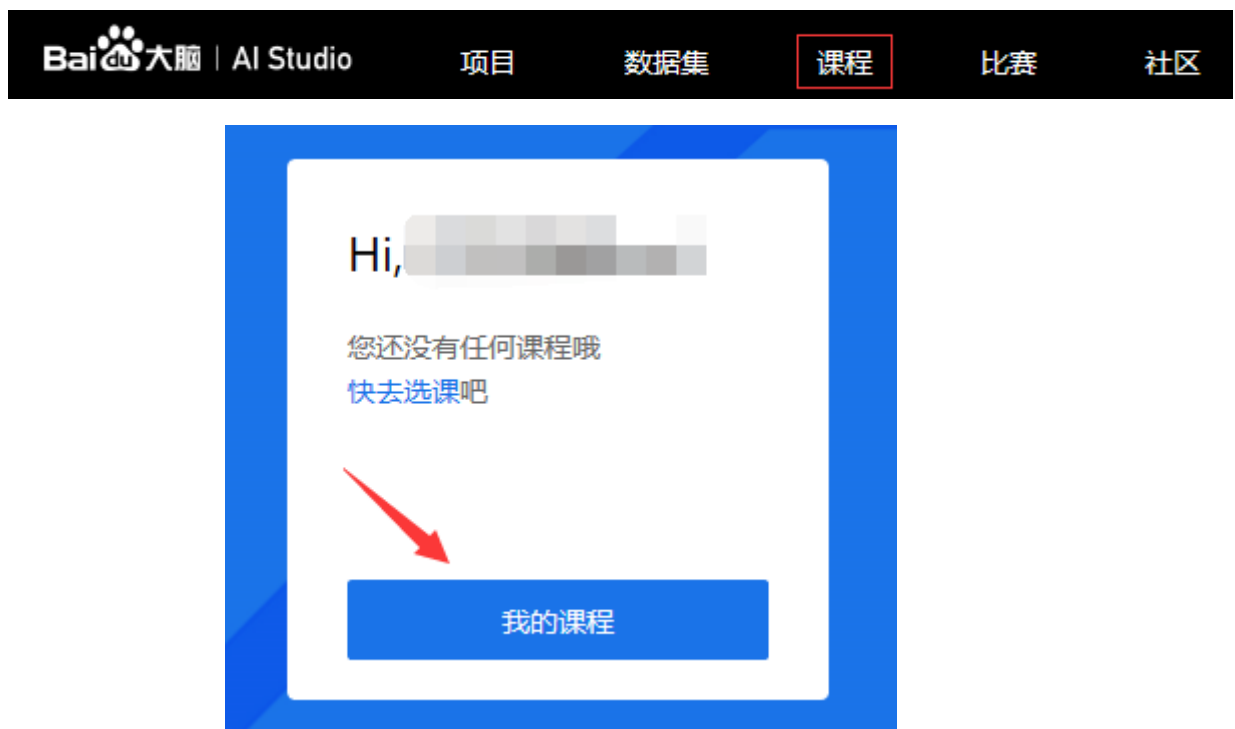 Bai du 大脑 | AI Studio 项目 数据集 课程 比赛 社区
Hi,
您还没有任何课程哦
快去选课吧
我的课程